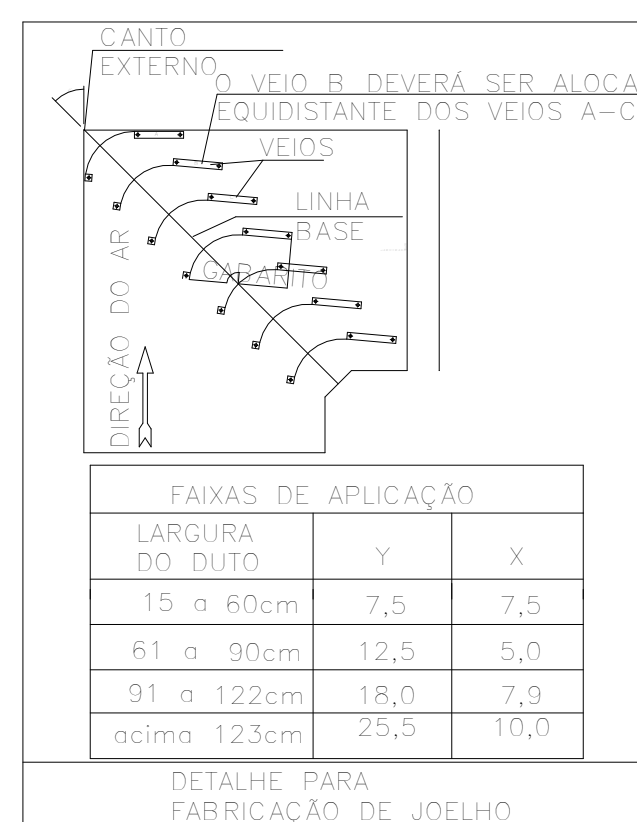 CANTO
EXTERNO
O VEIO B DEVERÁ SER ALOCA
EQUIDISTANTE DOS VEIOS A-C
VEIOS
LINHA
BASE
GABARITO
DIREÇÃO DO AR
FAIXAS DE APLICAÇÃO
LARGURA
DO DUTO Y X
15 a 60cm 7,5 7,5
61 a 90cm 12,5 5,0
91 a 122cm 18,0 7,9
acima 123cm 25,5 10,0
DETALHE PARA
FABRICAÇÃO DE JOELHO